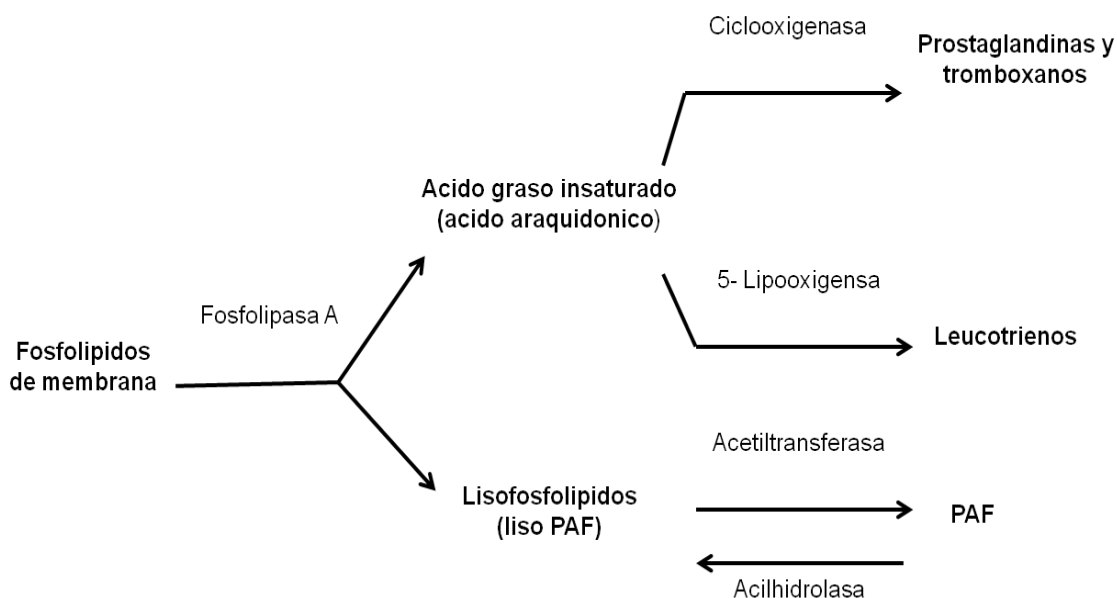 Ciclooxigenasa
Prostaglandinas y
tromboxanos
Acido graso insaturado
(acido araquidonico)
5- Lipooxigensa
Fosfolipasa A
Leucotrienos
Fosfolipidos
de membrana
Acetiltransferasa
Lisofosfolipidos
(liso PAF)
PAF
Acilhidrolasa